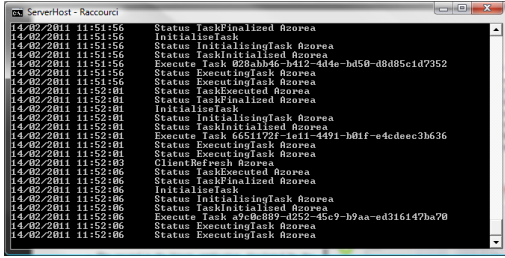 ServerHost - Raccourci
14/02/2011 11:51:56 Status TaskFinalized Azorea
14/02/2011 11:51:56 InitialiseTask
14/02/2011 11:51:56 Status InitialisingTask Azorea
14/02/2011 11:51:56 Status TaskInitialised Azorea
14/02/2011 11:51:56 Execute Task 028abb46-b412-4d4e-bd50-d8d85c1d7352
14/02/2011 11:51:56 Status ExecutingTask Azorea
14/02/2011 11:52:01 Status TaskExecuted Azorea
14/02/2011 11:52:01 Status TaskFinalized Azorea
14/02/2011 11:52:01 InitialiseTask
14/02/2011 11:52:01 Status InitialisingTask Azorea
14/02/2011 11:52:01 Status TaskInitialised Azorea
14/02/2011 11:52:01 Execute Task 6651172f-1e11-4491-b01f-e4cdeec3b636
14/02/2011 11:52:01 Status ExecutingTask Azorea
14/02/2011 11:52:01 Status ExecutingTask Azorea
14/02/2011 11:52:03 ClientRefresh Azorea
14/02/2011 11:52:06 Status TaskExecuted Azorea
14/02/2011 11:52:06 Status TaskFinalized Azorea
14/02/2011 11:52:06 InitialiseTask
14/02/2011 11:52:06 Status InitialisingTask Azorea
14/02/2011 11:52:06 Status TaskInitialised Azorea
14/02/2011 11:52:06 Execute Task a9c0c889-d252-45c9-b9aa-ed316147ba70
14/02/2011 11:52:06 Status ExecutingTask Azorea
14/02/2011 11:52:06 Status ExecutingTask Azorea